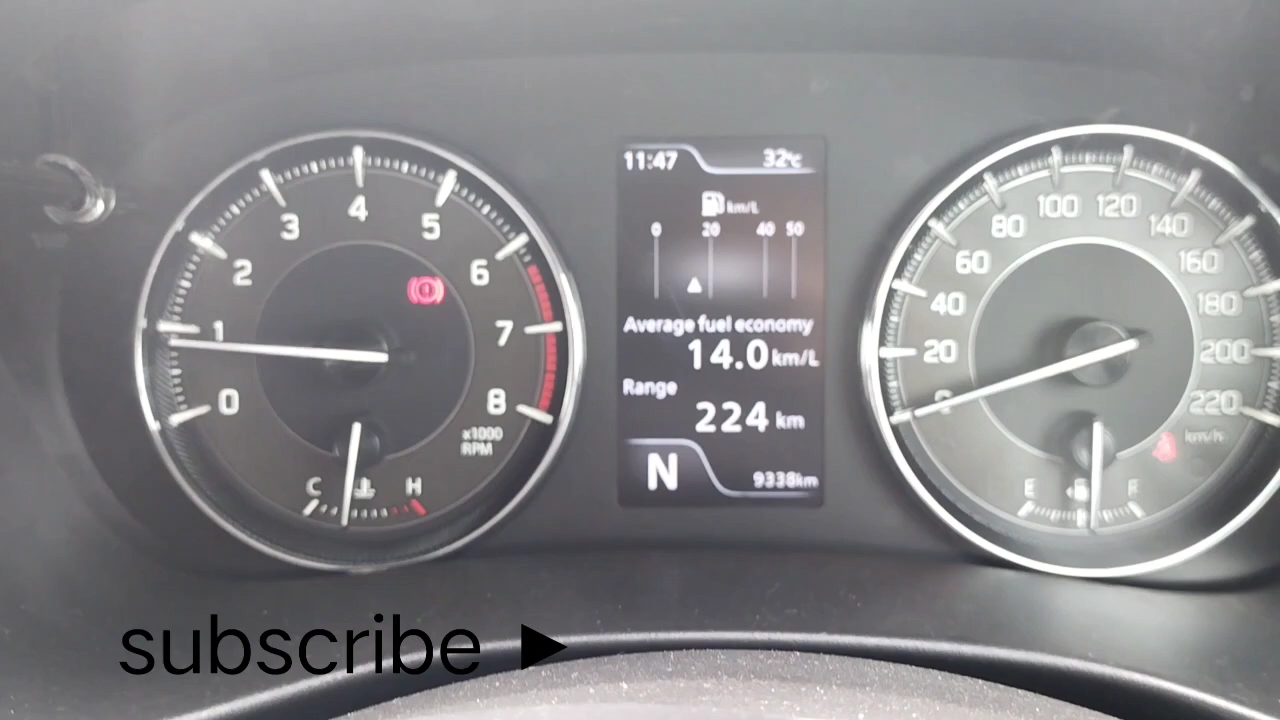 0
1
2
3
4
5
6
7
8
x1000
RPM
C
H
11:47
32℃
km/L
0 20 40 50
Average fuel economy
14.0 km/L
Range
224 km
N
9338km
0
20
40
60
80
100
120
140
160
180
200
220
km/h
E
F
subscribe ▶